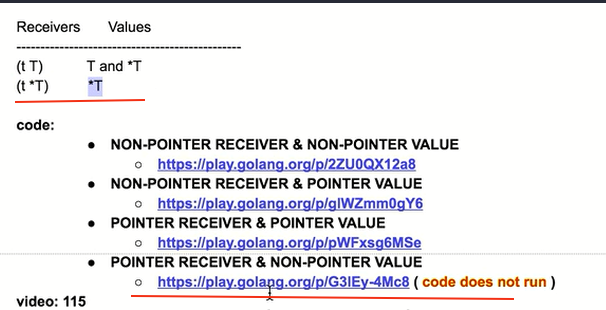 Receivers Values
-----------------------------------------------
(t T) T and *T
(t *T) *T
code:
● NON-POINTER RECEIVER & NON-POINTER VALUE
○ https://play.golang.org/p/2ZU0QX12a8
● NON-POINTER RECEIVER & POINTER VALUE
○ https://play.golang.org/p/glWZmm0gY6
● POINTER RECEIVER & POINTER VALUE
○ https://play.golang.org/p/pWFxsg6MSe
● POINTER RECEIVER & NON-POINTER VALUE
○ https://play.golang.org/p/G3lEy-4Mc8 ( code does not run )
video: 115